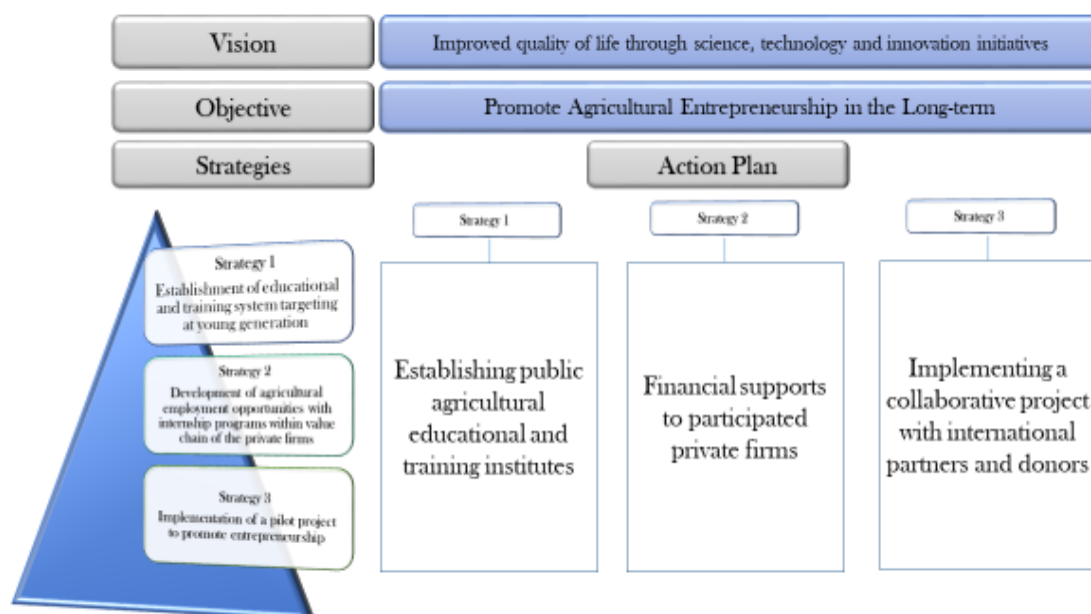 Vision
Improved quality of life through science, technology and innovation initiatives
Objective
Promote Agricultural Entrepreneurship in the Long-term
Strategies
Action Plan
Strategy 1
Establishment of educational
and training system targeting
at young generation
Strategy 2
Development of agricultural
employment opportunities with
internship programs within value
chain of the private firms
Strategy 3
Implementation of a pilot project
to promote entrepreneurship
Strategy 1
Establishing public
agricultural
educational and
training institutes
Strategy 2
Financial supports
to participated
private firms
Strategy 3
Implementing a
collaborative project
with international
partners and donors